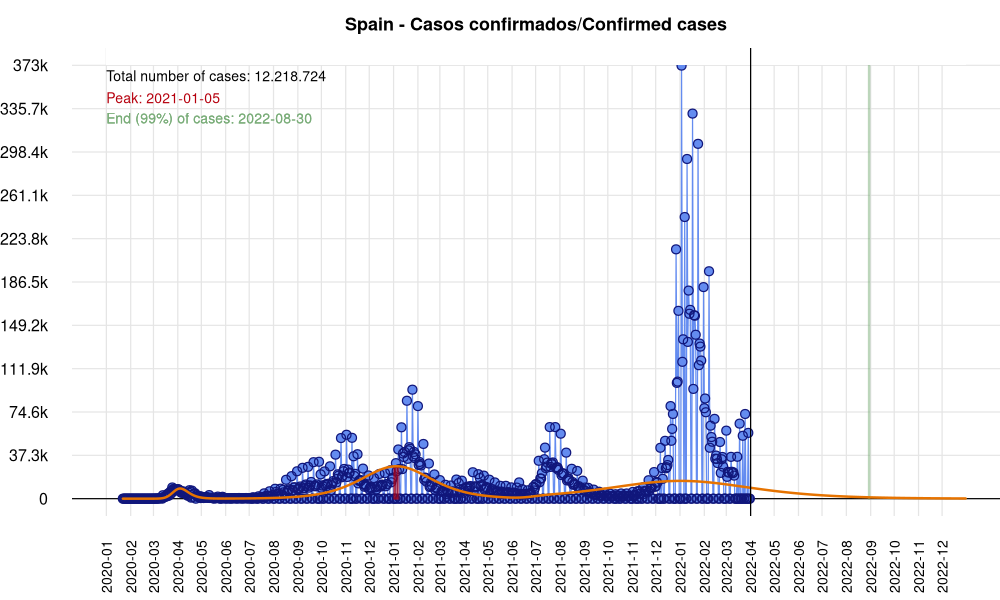 Spain - Casos confirmados/Confirmed cases
373k
335.7k
298.4k
261.1k
223.8k
186.5k
149.2k
111.9k
74.6k
37.3k
0
Total number of cases: 12.218.724
Peak: 2021-01-05
End (99%) of cases: 2022-08-30
2020-01
2020-02
2020-03
2020-04
2020-05
2020-06
2020-07
2020-08
2020-09
2020-10
2020-11
2020-12
2021-01
2021-02
2021-03
2021-04
2021-05
2021-06
2021-07
2021-08
2021-09
2021-10
2021-11
2021-12
2022-01
2022-02
2022-03
2022-04
2022-05
2022-06
2022-07
2022-08
2022-09
2022-10
2022-11
2022-12